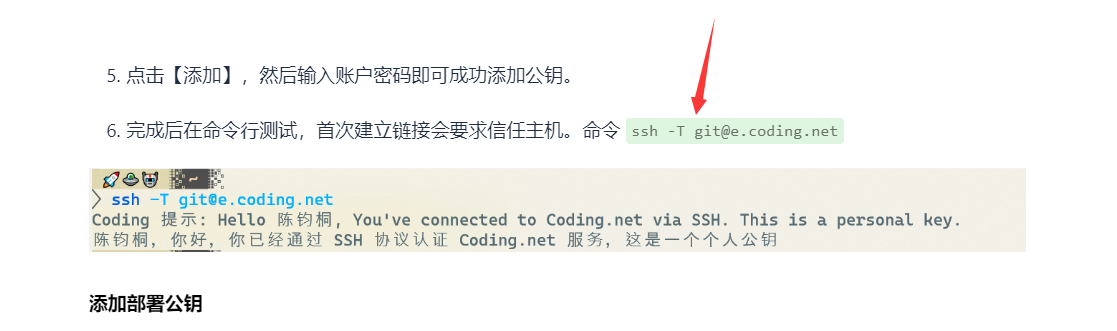 5. 点击【添加】，然后输入账户密码即可成功添加公钥。
6. 完成后在命令行测试，首次建立链接会要求信任主机。命令 ssh -T git@e.coding.net
~
❯ ssh -T git@e.coding.net
Coding 提示: Hello 陈钧桐, You've connected to Coding.net via SSH. This is a personal key.
陈钧桐, 你好, 你已经通过 SSH 协议认证 Coding.net 服务, 这是一个个人公钥
添加部署公钥